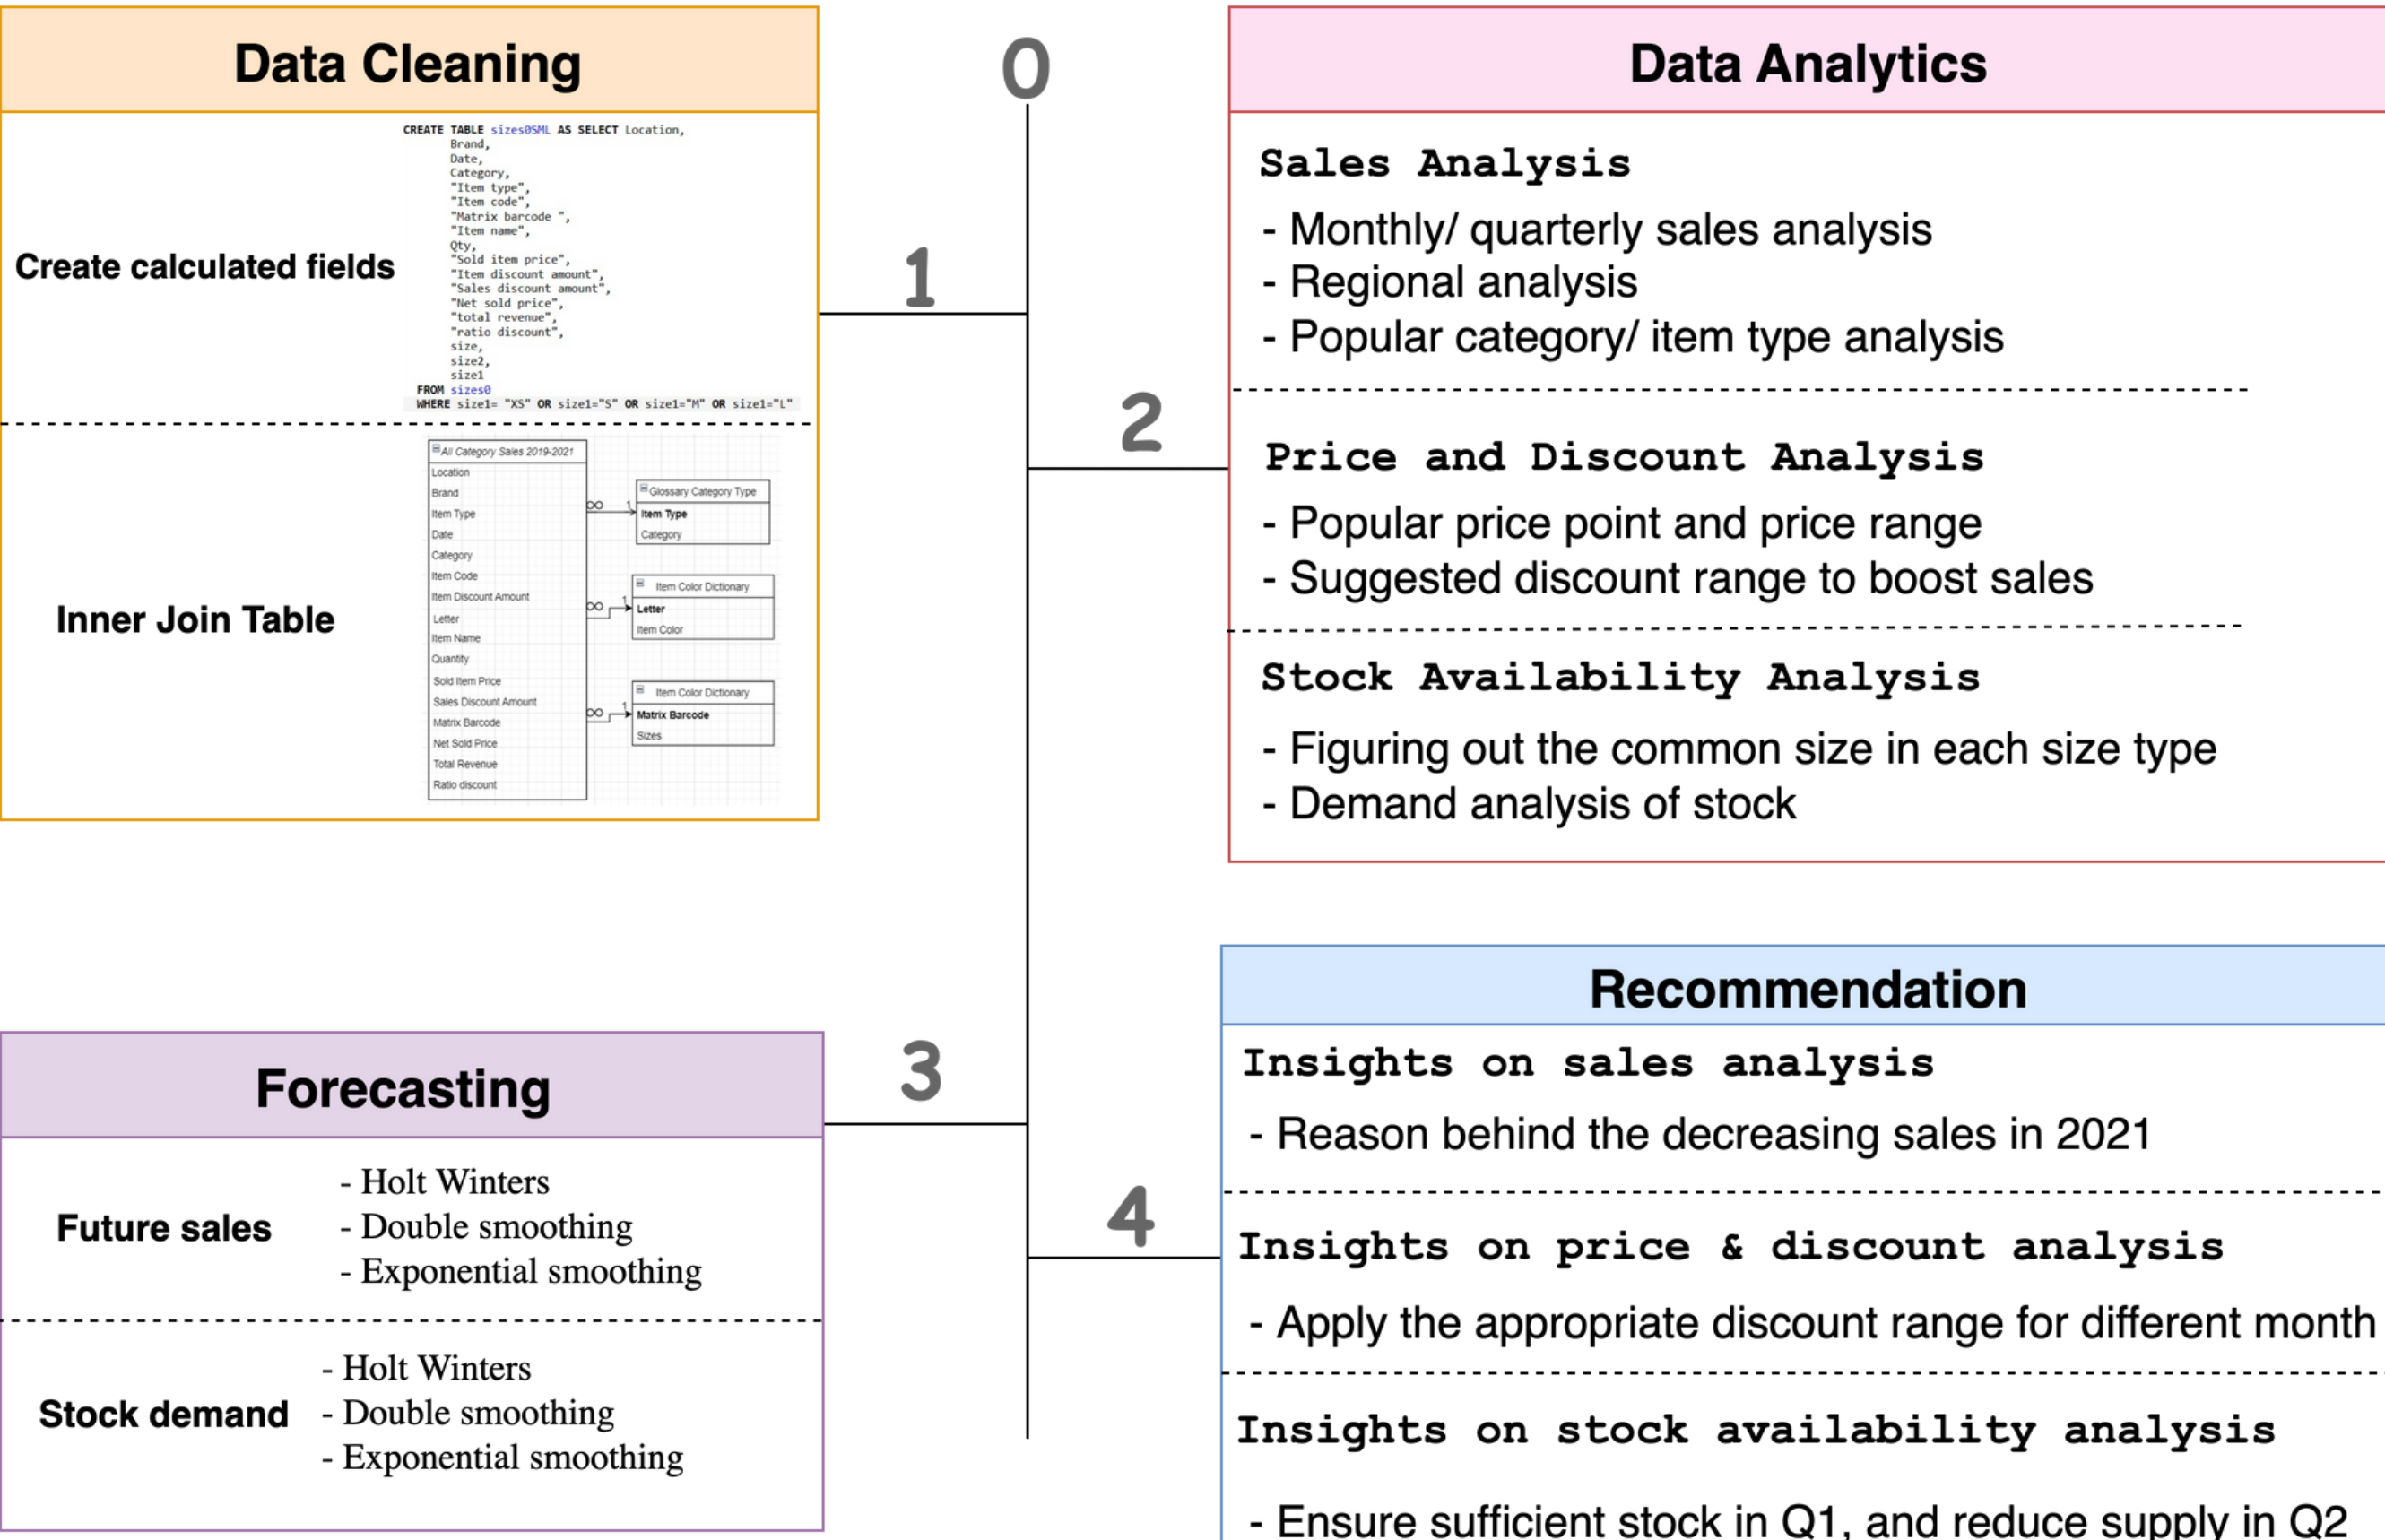 Data Cleaning
Create calculated fields
CREATE TABLE sizes0SML AS SELECT Location,
Brand,
Date,
Category,
"Item type",
"Item code",
"Matrix barcode ",
"Item name",
Qty,
"Sold item price",
"Item discount amount",
"Sales discount amount",
"Net sold price",
"total revenue",
"ratio discount",
size,
size2,
size1
FROM sizes0
WHERE size1= "XS" OR size1="S" OR size1="M" OR size1="L"
Inner Join Table
All Category Sales 2019-2021
Location
Brand
Item Type
Date
Category
Item Code
Item Discount Amount
Letter
Item Name
Quantity
Sold Item Price
Sales Discount Amount
Matrix Barcode
Net Sold Price
Total Revenue
Ratio discount
∞ 1
Glossary Category Type
Item Type
Category
∞ 1
Item Color Dictionary
Letter
Item Color
∞ 1
Item Color Dictionary
Matrix Barcode
Sizes
0
1
2
Data Analytics
Sales Analysis
- Monthly/ quarterly sales analysis
- Regional analysis
- Popular category/ item type analysis
Price and Discount Analysis
- Popular price point and price range
- Suggested discount range to boost sales
Stock Availability Analysis
- Figuring out the common size in each size type
- Demand analysis of stock
3
Forecasting
Future sales
- Holt Winters
- Double smoothing
- Exponential smoothing
Stock demand
- Holt Winters
- Double smoothing
- Exponential smoothing
4
Recommendation
Insights on sales analysis
- Reason behind the decreasing sales in 2021
Insights on price & discount analysis
- Apply the appropriate discount range for different month
Insights on stock availability analysis
- Ensure sufficient stock in Q1, and reduce supply in Q2